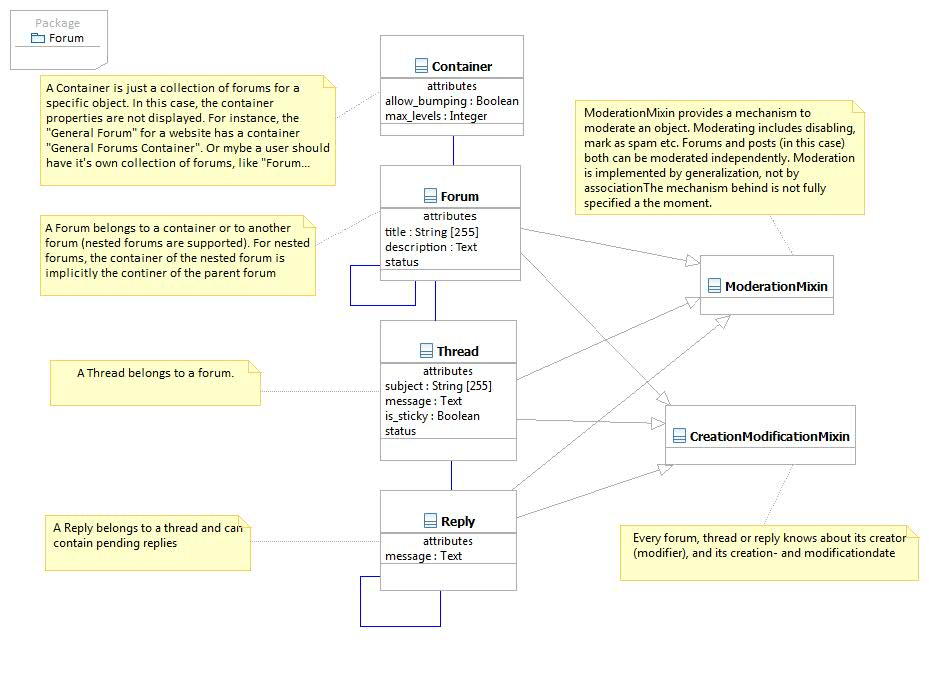 Package
Forum
Container
attributes
allow_bumping : Boolean
max_levels : Integer
A Container is just a collection of forums for a
specific object. In this case, the container
properties are not displayed. For instance, the
"General Forum" for a website has a container
"General Forums Container". Or mybe a user should
have it's own collection of forums, like "Forum...
ModerationMixin provides a mechanism to
moderate an object. Moderating includes disabling,
mark as spam etc. Forums and posts (in this case)
both can be moderated independently. Moderation
is implemented by generalization, not by
associationThe mechanism behind is not fully
specified a the moment.
Forum
attributes
title : String [255]
description : Text
status
A Forum belongs to a container or to another
forum (nested forums are supported). For nested
forums, the container of the nested forum is
implicitly the continer of the parent forum
ModerationMixin
Thread
attributes
subject : String [255]
message : Text
is_sticky : Boolean
status
A Thread belongs to a forum.
CreationModificationMixin
Reply
attributes
message : Text
A Reply belongs to a thread and can
contain pending replies
Every forum, thread or reply knows about its creator
(modifier), and its creation- and modificationdate